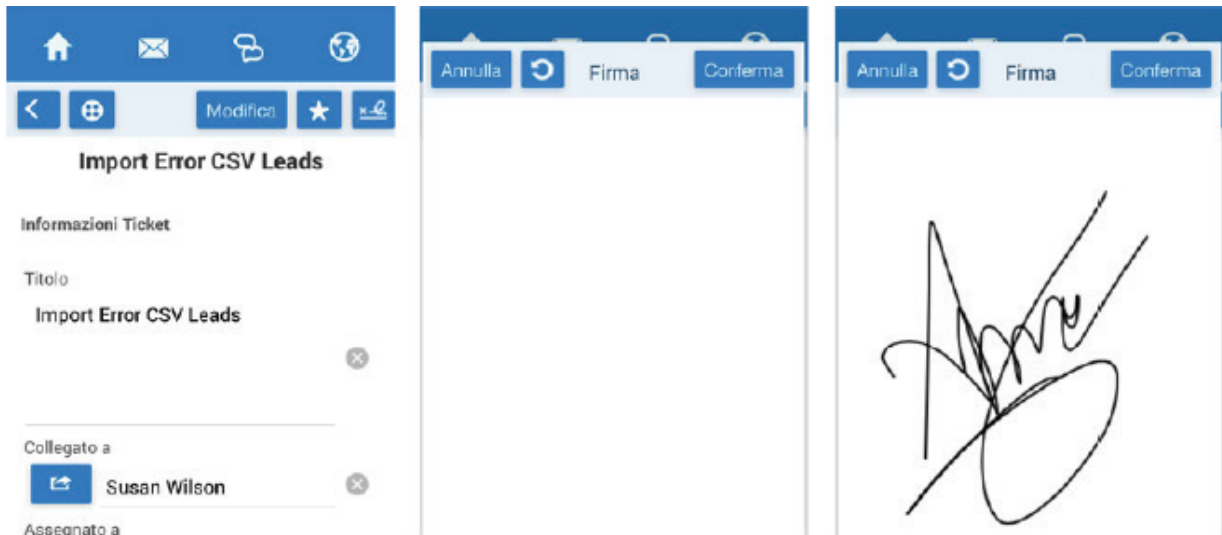 Modifica
Import Error CSV Leads
Informazioni Ticket
Titolo
Import Error CSV Leads
Collegato a
Susan Wilson
Assegnato a
Annulla
Firma
Conferma
Annulla
Firma
Conferma